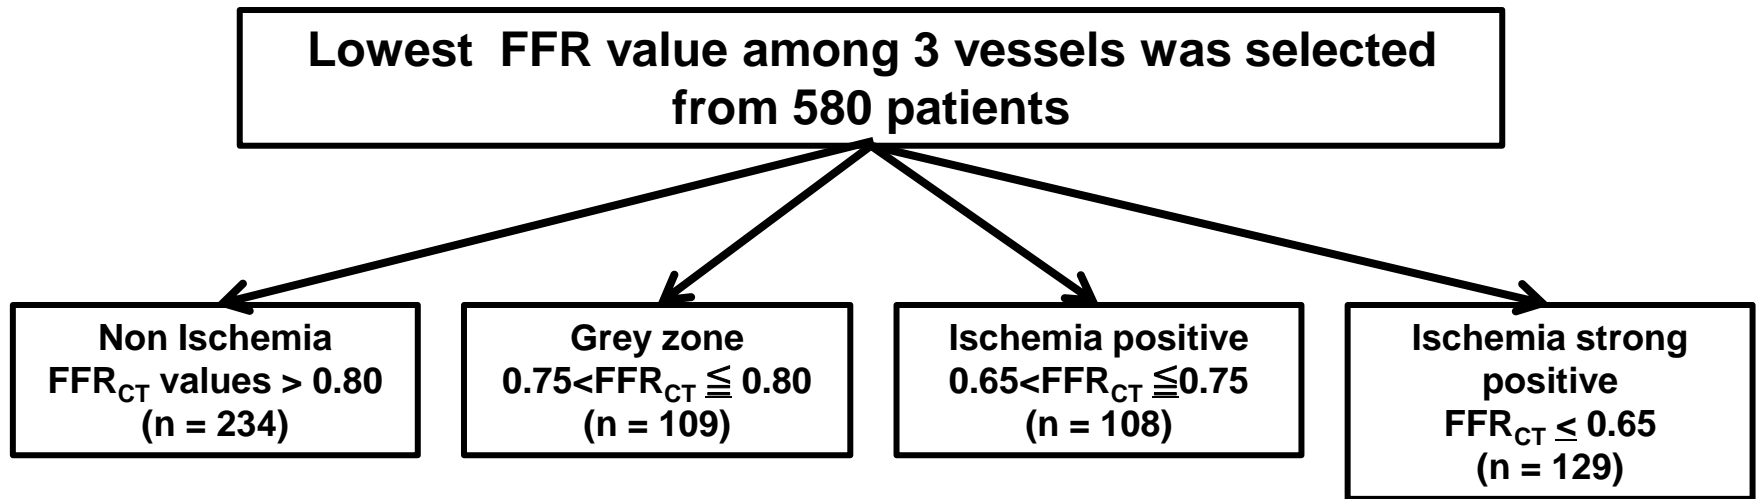 Lowest  FFR value among 3 vessels was selected
from 580 patients
Non Ischemia
FFRCT values > 0.80
(n = 234)
Grey zone
0.75<FFRCT ≦ 0.80
(n = 109)
Ischemia positive
0.65<FFRCT ≦0.75
(n = 108)
Ischemia strong
positive
FFRCT ≤ 0.65
(n = 129)